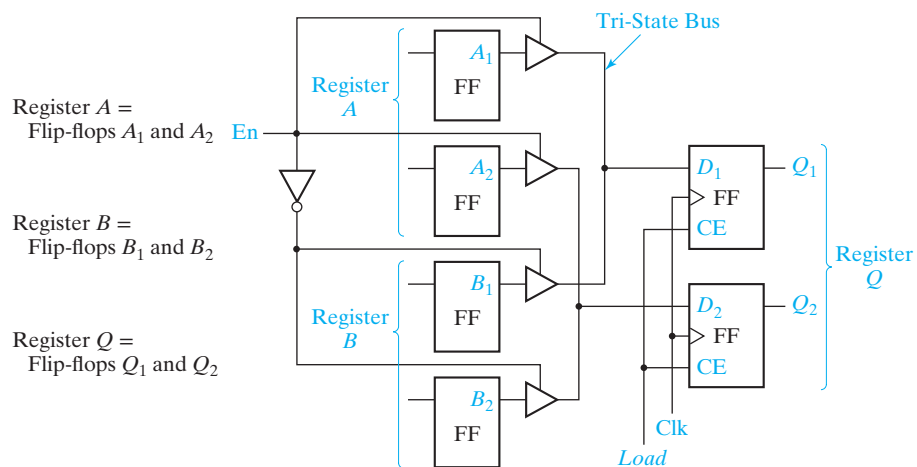 Tri-State Bus
Register A =
Flip-flops A1 and A2
En
Register
A
A1
FF
A2
FF
Register B =
Flip-flops B1 and B2
Register
B
B1
FF
B2
FF
Register Q =
Flip-flops Q1 and Q2
D1
FF
CE
Q1
D2
FF
CE
Q2
Register
Q
Clk
Load